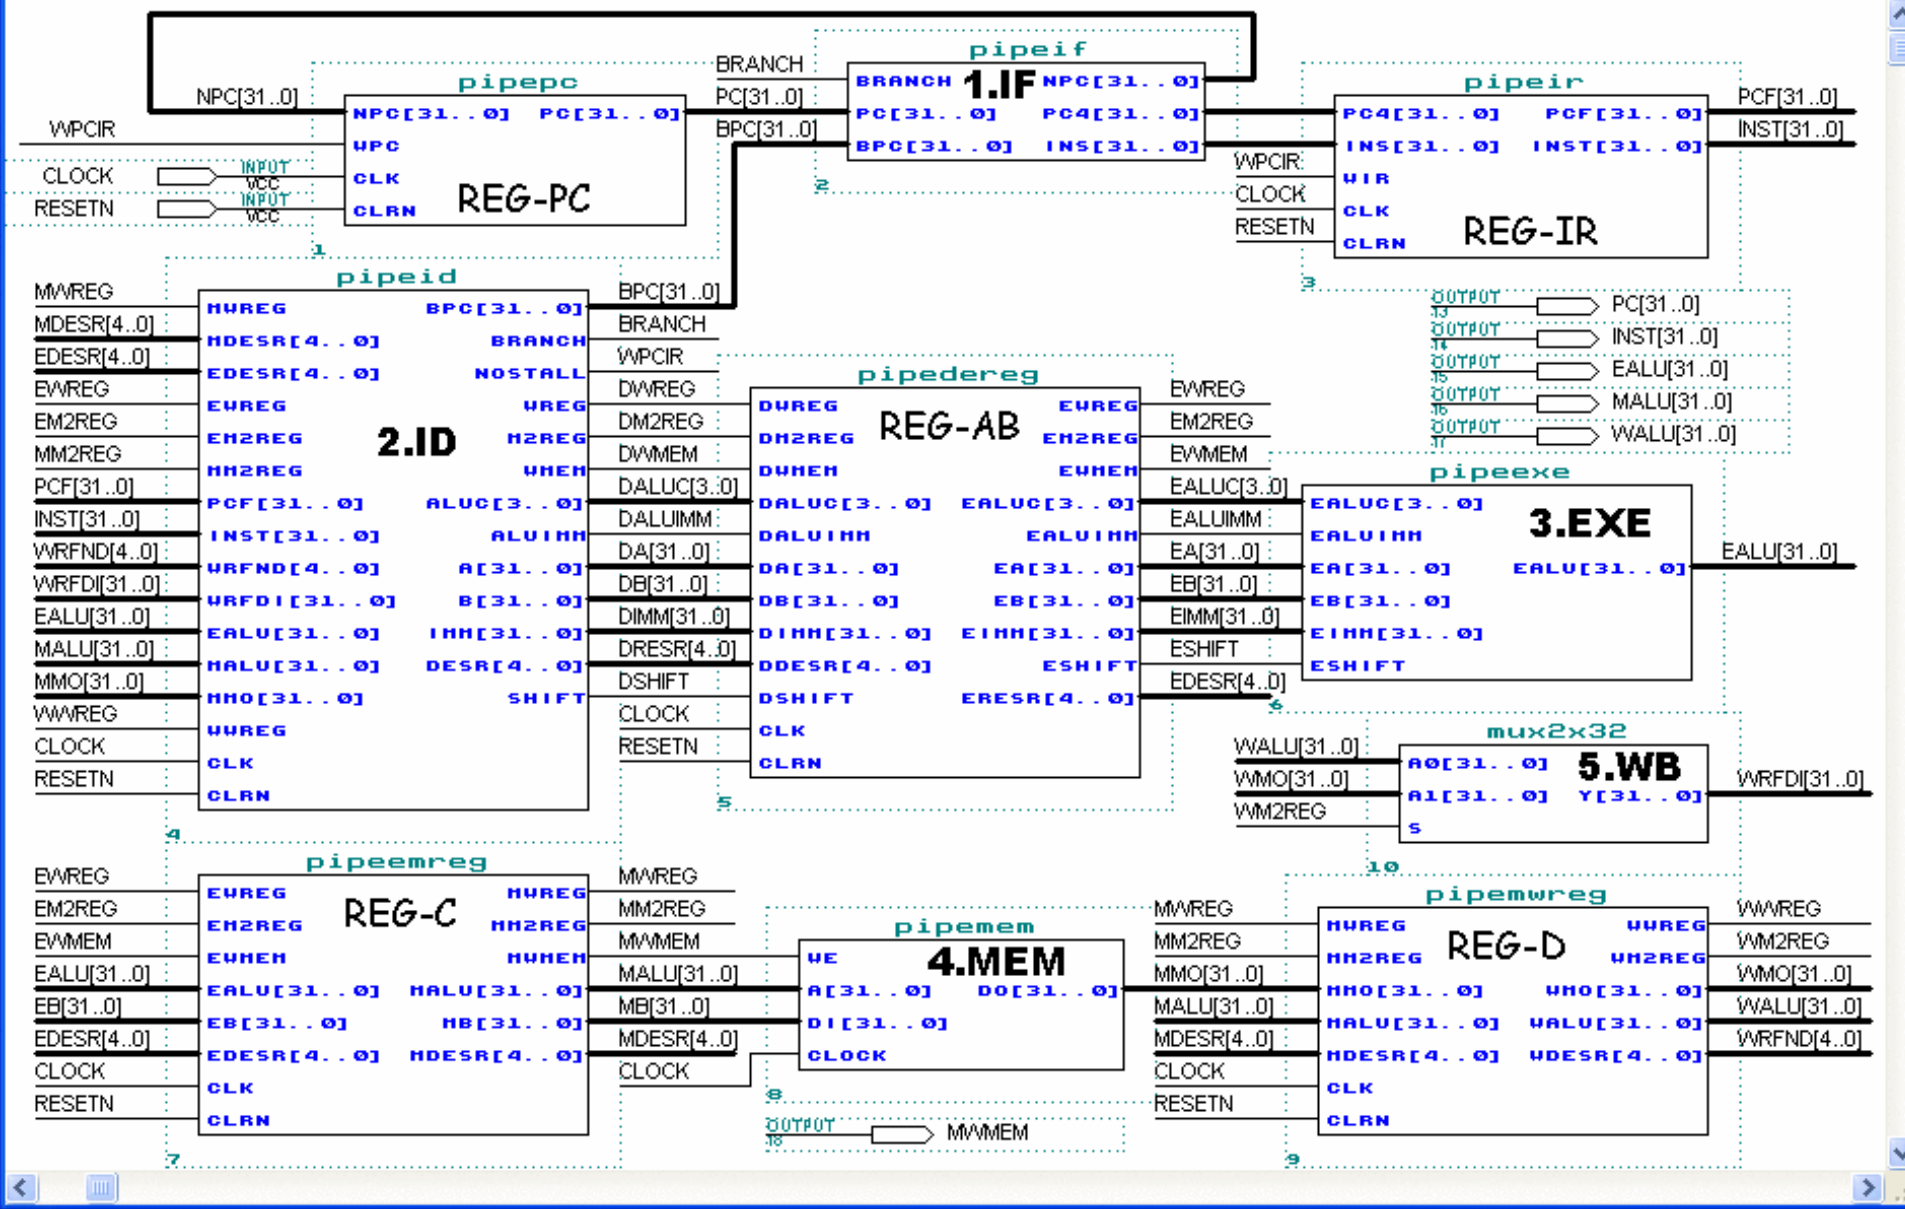 pipepc
NPC[31..0]
WPCIR
CLOCK
INPUT
VCC
RESETN
INPUT
VCC
NPC[31..0] PC[31..0]
WPC
CLK
CLRN
REG-PC
1
pipeif
BRANCH
PC[31..0]
BPC[31..0]
BRANCH NPC[31..0]
1.IF
PC[31..0] PC4[31..0]
BPC[31..0] INS[31..0]
2
pipeir
WPCIR
CLOCK
RESETN
PC4[31..0] PCF[31..0]
INS[31..0] INST[31..0]
WIR
CLK
CLRN
REG-IR
PCF[31..0]
INST[31..0]
3
pipeid
MWREG
MDESR[4..0]
EDESR[4..0]
EWREG
EM2REG
MM2REG
PCF[31..0]
INST[31..0]
WRFND[4..0]
WRFDI[31..0]
EALU[31..0]
MALU[31..0]
MMO[31..0]
WWREG
CLOCK
RESETN
MWREG BPC[31..0]
MDESR[4..0] BRANCH
EDESR[4..0] NOSTALL
EWREG WREG
EM2REG M2REG
MM2REG WMEM
2.ID
PCF[31..0] ALUC[3..0]
INST[31..0] ALUIMM
WRFND[4..0] A[31..0]
WRFDI[31..0] B[31..0]
EALU[31..0] IMM[31..0]
MALU[31..0] DESR[4..0]
MMO[31..0] SHIFT
WWREG
CLK
CLRN
4
BPC[31..0]
BRANCH
WPCIR
DWREG
DM2REG
DWMEM
DALUC[3..0]
DALUIMM
DA[31..0]
DB[31..0]
DIMM[31..0]
DRESR[4..0]
DSHIFT
CLOCK
RESETN
pipedereg
REG-AB
DWREG EWREG
DM2REG EM2REG
DWMEM EWMEM
DALUC[3..0] EALUC[3..0]
DALUIMM EALUIMM
DA[31..0] EA[31..0]
DB[31..0] EB[31..0]
DIMM[31..0] EIMM[31..0]
DDESR[4..0] ESHIFT
DSHIFT ERESR[4..0]
CLK
CLRN
5
EWREG
EM2REG
EWMEM
EALUC[3..0]
EALUIMM
EA[31..0]
EB[31..0]
EIMM[31..0]
ESHIFT
EDESR[4..0]
OUTPUT
13
PC[31..0]
OUTPUT
14
INST[31..0]
OUTPUT
15
EALU[31..0]
OUTPUT
16
MALU[31..0]
OUTPUT
17
WALU[31..0]
pipeexe
3.EXE
EALUC[3..0]
EALUIMM
EA[31..0] EALU[31..0]
EB[31..0]
EIMM[31..0]
ESHIFT
EALU[31..0]
6
mux2x32
WALU[31..0]
WMO[31..0]
WM2REG
A0[31..0]
5.WB
A1[31..0] Y[31..0]
S
WRFDI[31..0]
10
pipeemreg
EWREG
EM2REG
EWMEM
EALU[31..0]
EB[31..0]
EDESR[4..0]
CLOCK
RESETN
REG-C
EWREG MWREG
EM2REG MM2REG
EWMEM MWMEM
EALU[31..0] MALU[31..0]
EB[31..0] MB[31..0]
EDESR[4..0] MDESR[4..0]
CLK
CLRN
7
MWREG
MM2REG
MWMEM
MALU[31..0]
MB[31..0]
MDESR[4..0]
CLOCK
pipemem
WE
4.MEM
A[31..0] DO[31..0]
DI[31..0]
CLOCK
8
OUTPUT
18
MWMEM
pipemwreg
MWREG
MM2REG
MMO[31..0]
MALU[31..0]
MDESR[4..0]
CLOCK
RESETN
REG-D
MWREG WWREG
MM2REG WM2REG
MMO[31..0] WMO[31..0]
MALU[31..0] WALU[31..0]
MDESR[4..0] WDESR[4..0]
CLK
CLRN
9
WWREG
WM2REG
WMO[31..0]
WALU[31..0]
WRFND[4..0]